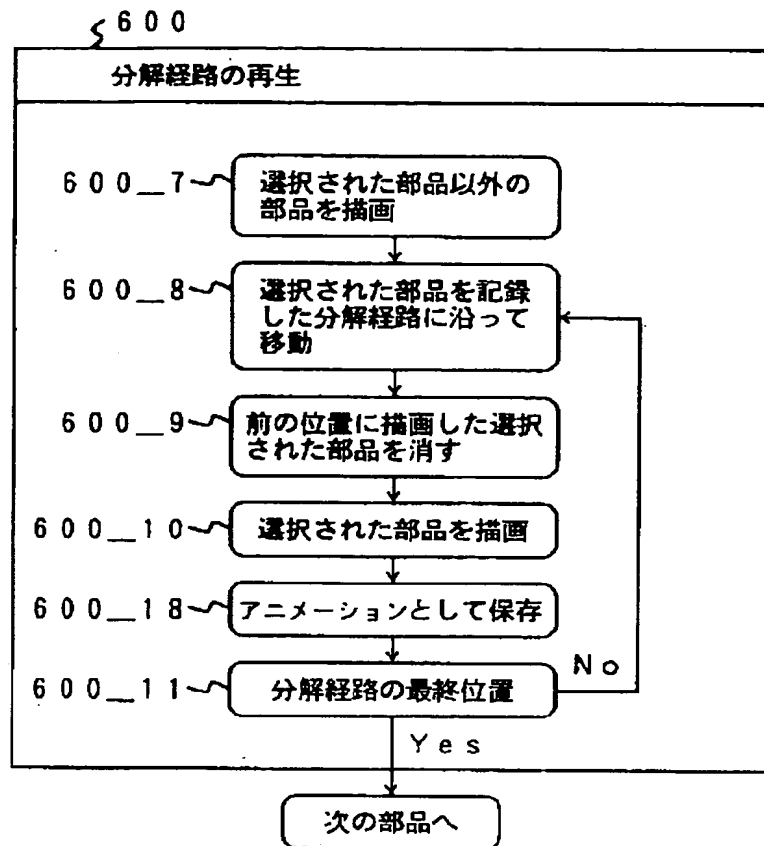 600
分解経路の再生
600_7
選択された部品以外の
部品を描画
600_8
選択された部品を記録
した分解経路に沿って
移動
600_9
前の位置に描画した選択
された部品を消す
600_10
選択された部品を描画
600_18
アニメーションとして保存
600_11
分解経路の最終位置
No
Yes
次の部品へ